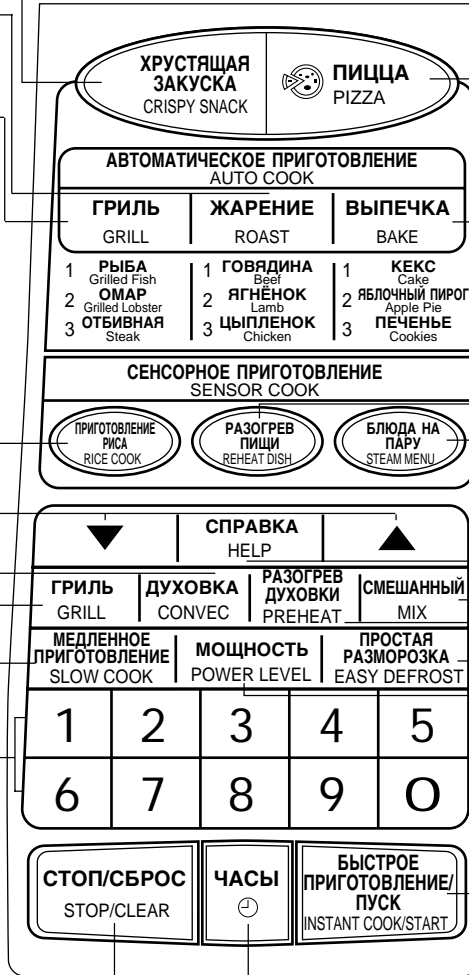 ХРУСТЯЩАЯ
ЗАКУСКА
CRISPY SNACK
ПИЦЦА
PIZZA
АВТОМАТИЧЕСКОЕ ПРИГОТОВЛЕНИЕ
AUTO COOK
ГРИЛЬ
GRILL
ЖАРЕНИЕ
ROAST
ВЫПЕЧКА
BAKE
1 РЫБА
Grilled Fish
2 ОМАР
Grilled Lobster
3 ОТБИВНАЯ
Steak
1 ГОВЯДИНА
Beef
2 ЯГНЁНОК
Lamb
3 ЦЫПЛЕНОК
Chicken
1 КЕКС
Cake
2 ЯБЛОЧНЫЙ ПИРОГ
Apple Pie
3 ПЕЧЕНЬЕ
Cookies
СЕНСОРНОЕ ПРИГОТОВЛЕНИЕ
SENSOR COOK
ПРИГОТОВЛЕНИЕ
РИСА
RICE COOK
РАЗОГРЕВ
ПИЩИ
REHEAT DISH
БЛЮДА НА
ПАРУ
STEAM MENU
СПРАВКА
HELP
ГРИЛЬ
GRILL
ДУХОВКА
CONVEC
РАЗОГРЕВ
ДУХОВКИ
PREHEAT
СМЕШАННЫЙ
MIX
МЕДЛЕННОЕ
ПРИГОТОВЛЕНИЕ
SLOW COOK
МОЩНОСТЬ
POWER LEVEL
ПРОСТАЯ
РАЗМОРОЗКА
EASY DEFROST
1 2 3 4 5
6 7 8 9 0
СТОП/СБРОС
STOP/CLEAR
ЧАСЫ
БЫСТРОЕ
ПРИГОТОВЛЕНИЕ/
ПУСК
INSTANT COOK/START